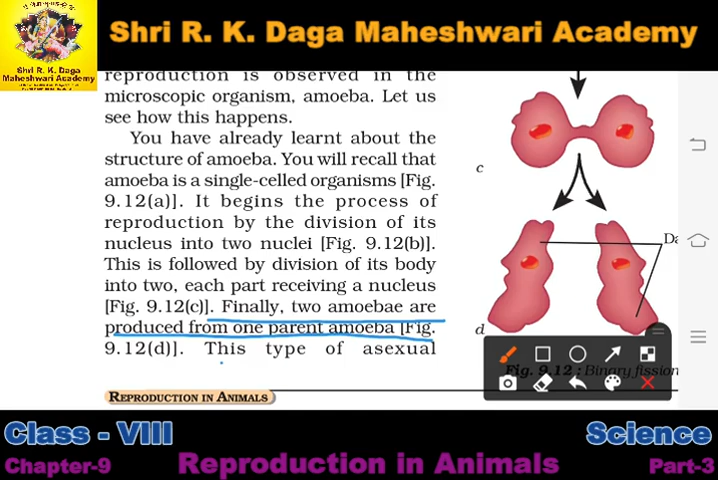 Shri R. K. Daga Maheshwari Academy
Shri R. K. Daga
Maheshwari Academy
reproduction is observed in the
microscopic organism, amoeba. Let us
see how this happens.
You have already learnt about the
structure of amoeba. You will recall that
amoeba is a single-celled organisms [Fig.
9.12(a)]. It begins the process of
reproduction by the division of its
nucleus into two nuclei [Fig. 9.12(b)].
This is followed by division of its body
into two, each part receiving a nucleus
[Fig. 9.12(c)]. Finally, two amoebae are
produced from one parent amoeba [Fig.
9.12(d)]. This type of asexual
c
Da
d
Fig. 9.12 : Binary fission
REPRODUCTION IN ANIMALS
Class - VIII
Science
Chapter-9
Reproduction in Animals
Part-3